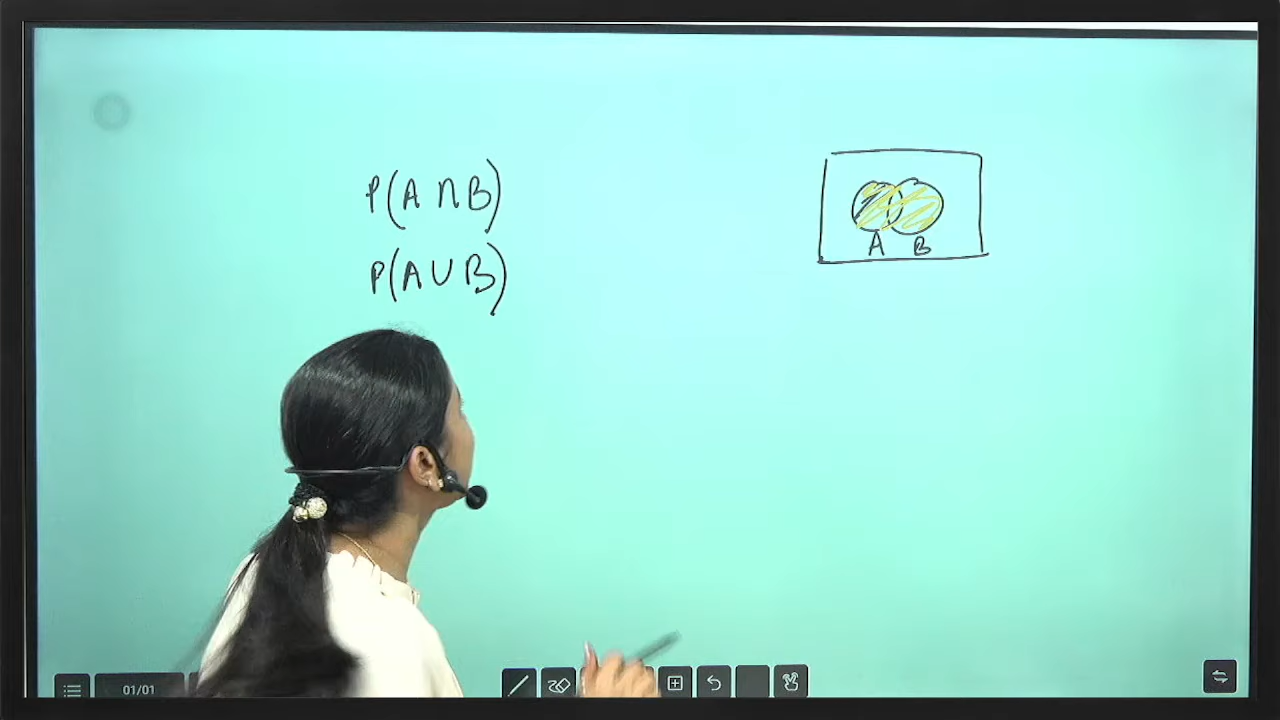 P(A ∩ B)
P(A ∪ B)
A B
01/01